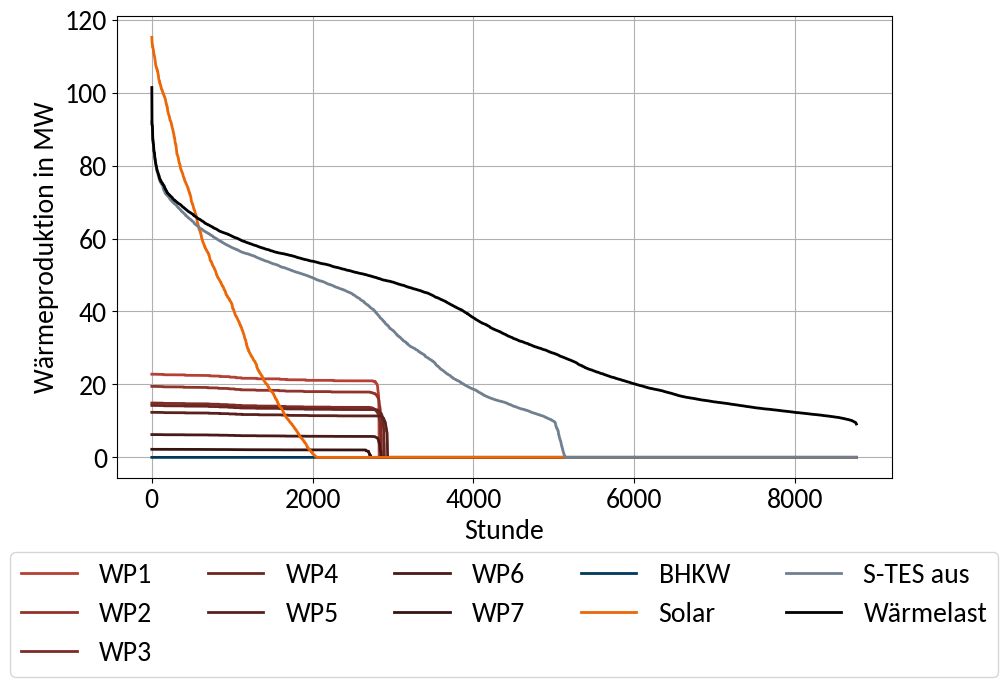 Wärmeproduktion in MW
120
100
80
60
40
20
0
0 2000 4000 6000 8000
Stunde
WP1 WP4 WP6 BHKW S-TES aus
WP2 WP5 WP7 Solar Wärmelast
WP3